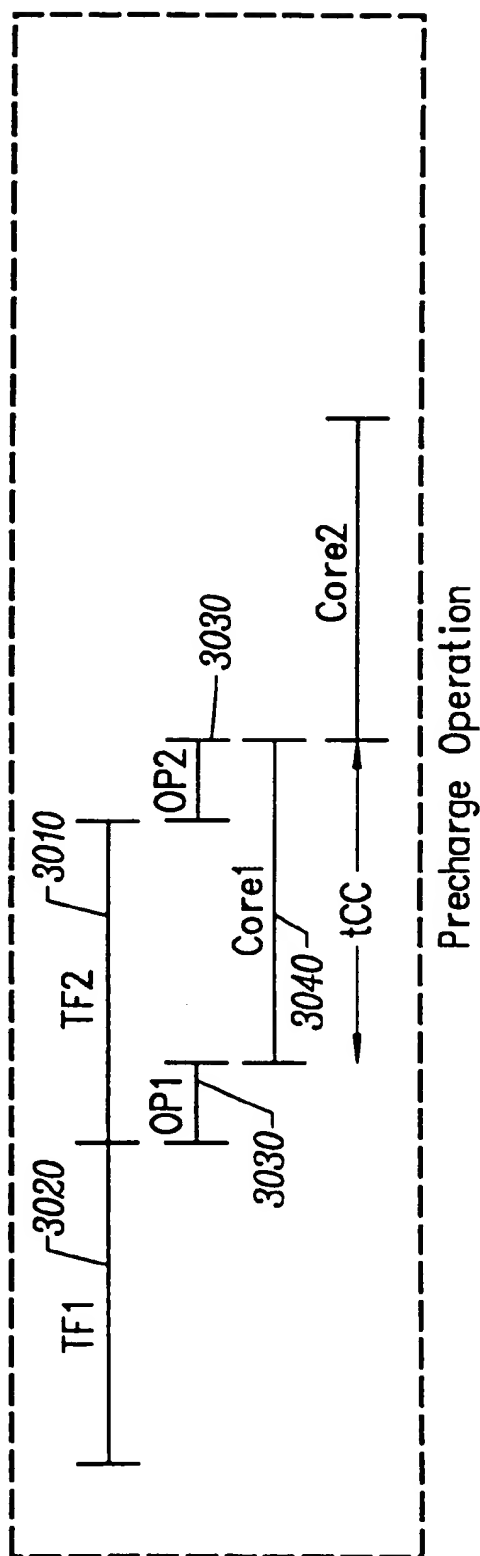 3020
3010
TF1
TF2
OP1
OP2
3030
3030
Core1
Core2
3040
tCC
Precharge Operation